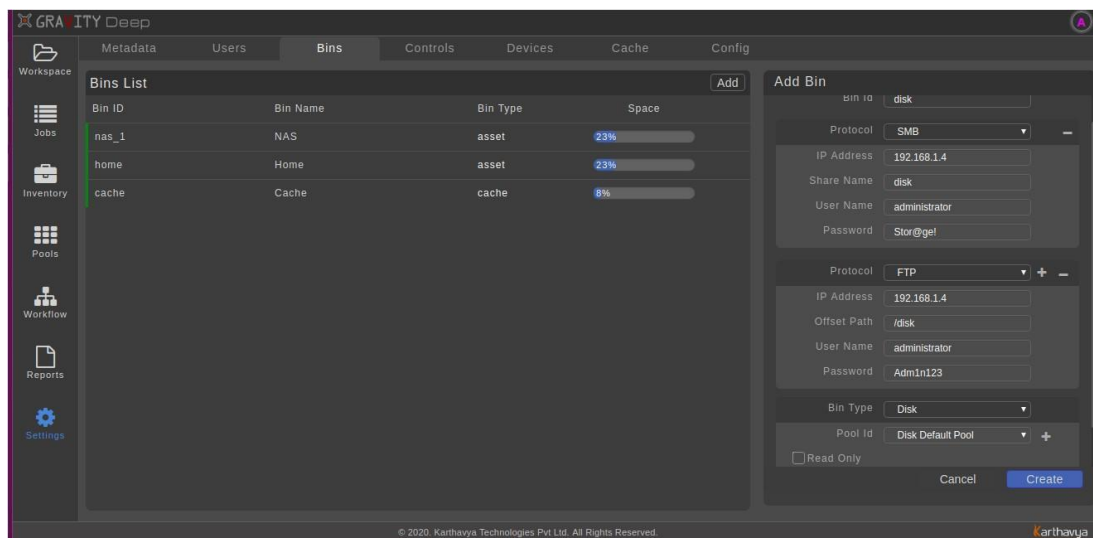 GRAVITY Deep
A
Workspace
Jobs
Inventory
Pools
Workflow
Reports
Settings
Metadata Users Bins Controls Devices Cache Config
Bins List Add
Bin ID Bin Name Bin Type Space
nas_1 NAS asset 23%
home Home asset 23%
cache Cache cache 8%
Add Bin
Bin Id disk
Protocol SMB
IP Address 192.168.1.4
Share Name disk
User Name administrator
Password Stor@ge!
Protocol FTP
IP Address 192.168.1.4
Offset Path /disk
User Name administrator
Password Adm1n123
Bin Type Disk
Pool Id Disk Default Pool
Read Only
Cancel Create
© 2020. Karthavya Technologies Pvt Ltd. All Rights Reserved.
Karthavya